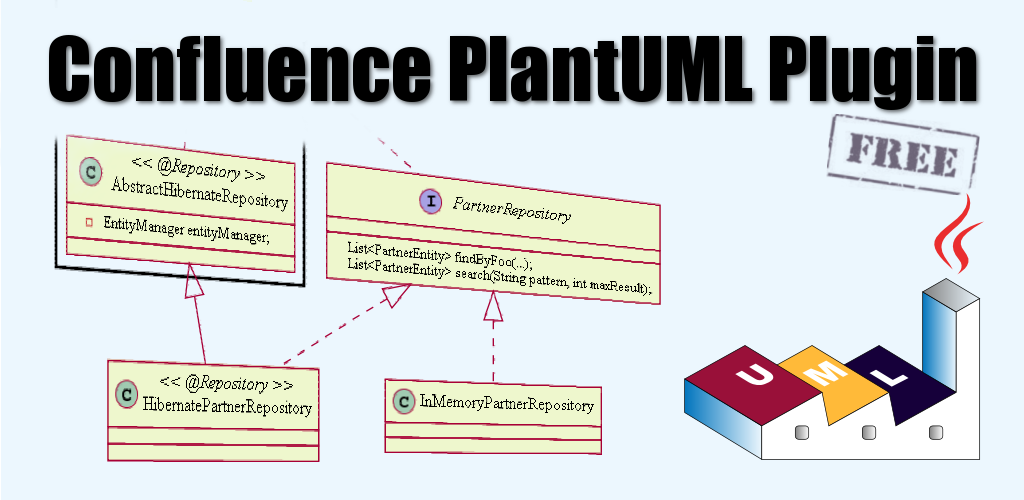 Confluence PlantUML Plugin
FREE
C
<< @Repository >>
AbstractHibernateRepository
EntityManager entityManager;
I
PartnerRepository
List<PartnerEntity> findByFoo(..);
List<PartnerEntity> search(String pattern, int maxResult);
C
<< @Repository >>
HibernatePartnerRepository
C
InMemoryPartnerRepository
UML